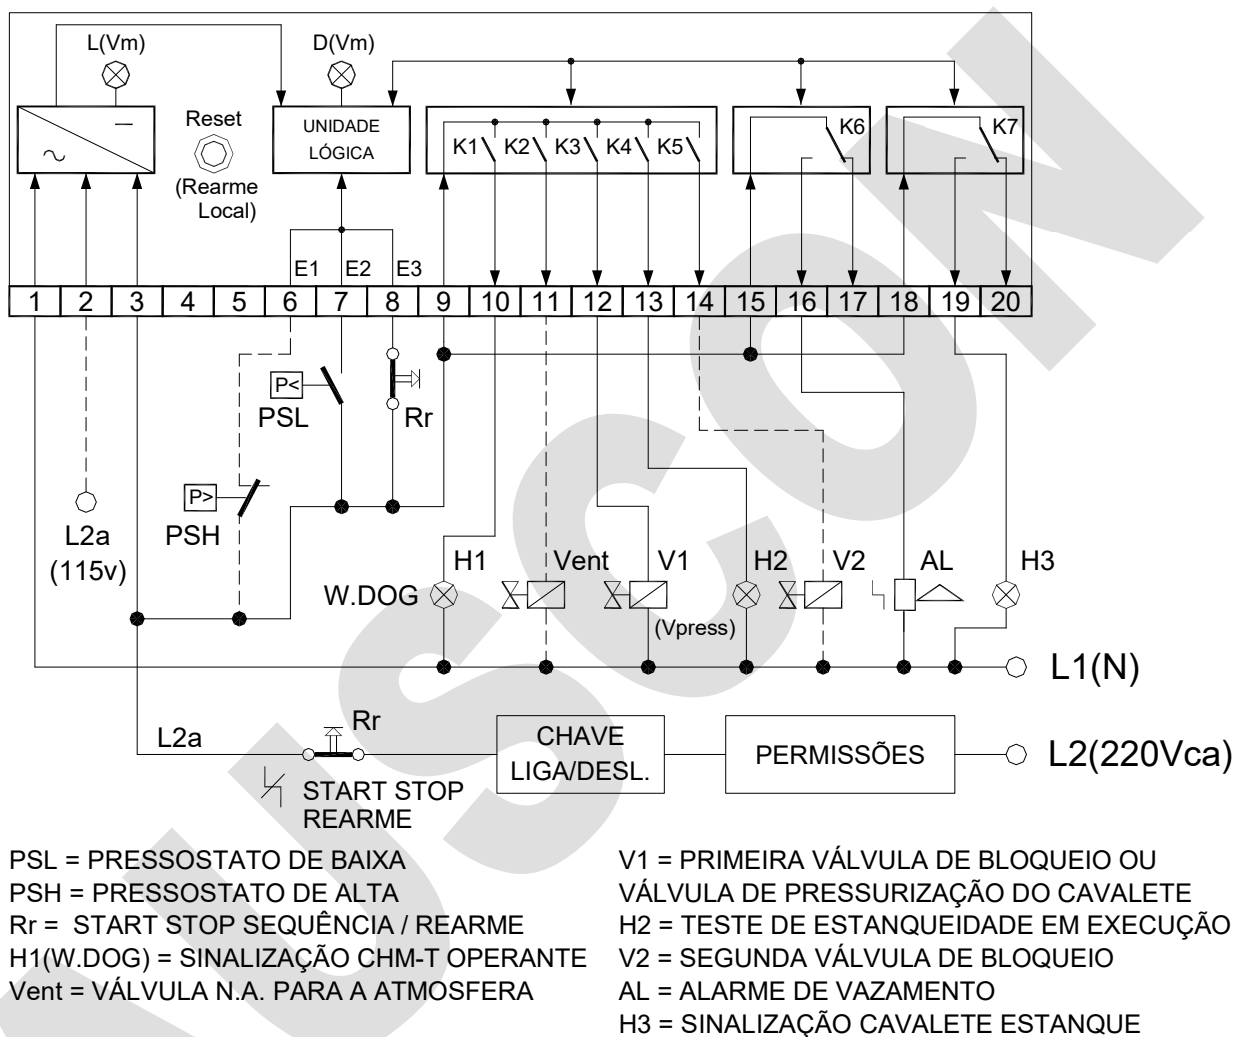 L(Vm)
D(Vm)
Reset
(Rearme
Local)
UNIDADE
LÓGICA
K1 K2 K3 K4 K5
K6
K7
E1 E2 E3
1 2 3 4 5 6 7 8 9 10 11 12 13 14 15 16 17 18 19 20
P<
PSL
Rr
P>
PSH
L2a
(115v)
H1
W.DOG
Vent
V1
(Vpress)
H2
V2
AL
H3
L1(N)
L2a
Rr
START STOP
REARME
CHAVE
LIGA/DESL.
PERMISSÕES
L2(220Vca)
PSL = PRESSOSTATO DE BAIXA
PSH = PRESSOSTATO DE ALTA
Rr = START STOP SEQUÊNCIA / REARME
H1(W.DOG) = SINALIZAÇÃO CHM-T OPERANTE
Vent = VÁLVULA N.A. PARA A ATMOSFERA
V1 = PRIMEIRA VÁLVULA DE BLOQUEIO OU
VÁLVULA DE PRESSURIZAÇÃO DO CAVALETE
H2 = TESTE DE ESTANQUEIDADE EM EXECUÇÃO
V2 = SEGUNDA VÁLVULA DE BLOQUEIO
AL = ALARME DE VAZAMENTO
H3 = SINALIZAÇÃO CAVALETE ESTANQUE
USCON